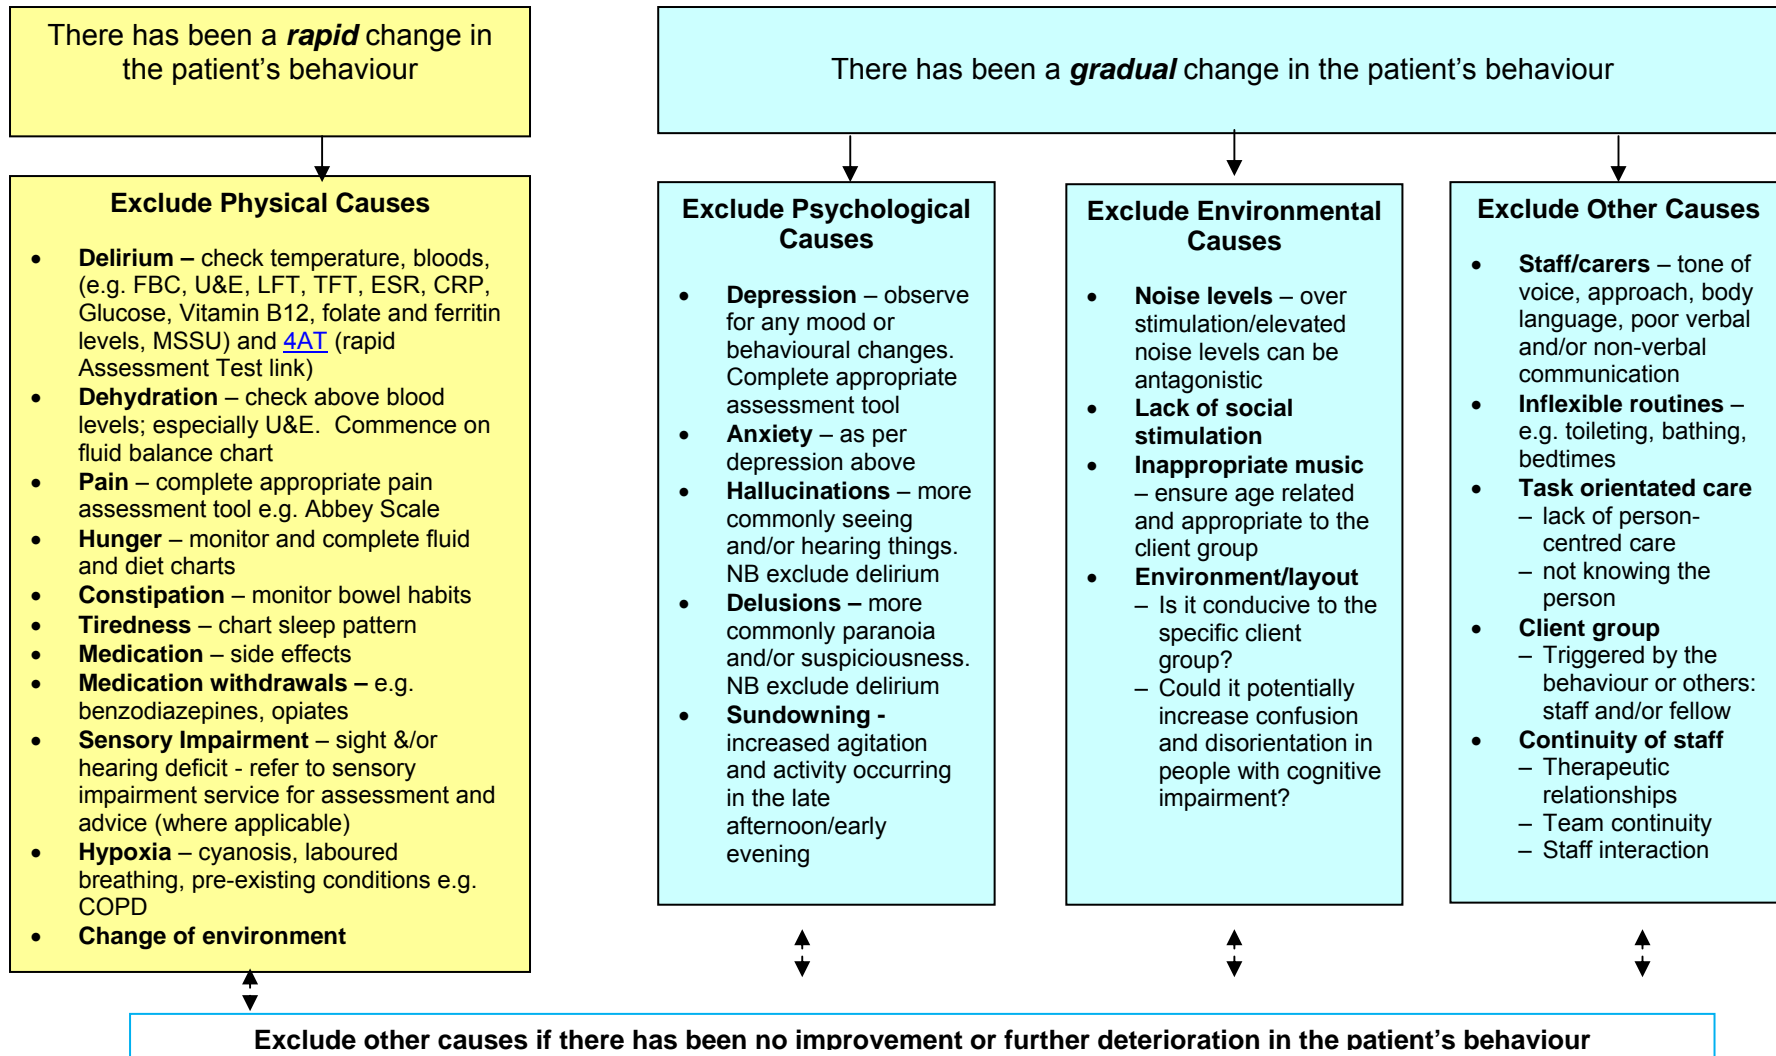 There has been a rapid change in
the patient's behaviour
There has been a gradual change in the patient's behaviour
Exclude Physical Causes
• Delirium – check temperature, bloods,
(e.g. FBC, U&E, LFT, TFT, ESR, CRP,
Glucose, Vitamin B12, folate and ferritin
levels, MSSU) and 4AT (rapid
Assessment Test link)
• Dehydration – check above blood
levels; especially U&E. Commence on
fluid balance chart
• Pain – complete appropriate pain
assessment tool e.g. Abbey Scale
• Hunger – monitor and complete fluid
and diet charts
• Constipation – monitor bowel habits
• Tiredness – chart sleep pattern
• Medication – side effects
• Medication withdrawals – e.g.
benzodiazepines, opiates
• Sensory Impairment – sight &/or
hearing deficit - refer to sensory
impairment service for assessment and
advice (where applicable)
• Hypoxia – cyanosis, laboured
breathing, pre-existing conditions e.g.
COPD
• Change of environment
Exclude Psychological
Causes
• Depression – observe
for any mood or
behavioural changes.
Complete appropriate
assessment tool
• Anxiety – as per
depression above
• Hallucinations – more
commonly seeing
and/or hearing things.
NB exclude delirium
• Delusions – more
commonly paranoia
and/or suspiciousness.
NB exclude delirium
• Sundowning -
increased agitation
and activity occurring
in the late
afternoon/early
evening
Exclude Environmental
Causes
• Noise levels – over
stimulation/elevated
noise levels can be
antagonistic
• Lack of social
stimulation
• Inappropriate music
– ensure age related
and appropriate to the
client group
• Environment/layout
– Is it conducive to the
specific client
group?
– Could it potentially
increase confusion
and disorientation in
people with cognitive
impairment?
Exclude Other Causes
• Staff/carers – tone of
voice, approach, body
language, poor verbal
and/or non-verbal
communication
• Inflexible routines –
e.g. toileting, bathing,
bedtimes
• Task orientated care
– lack of person-
centred care
– not knowing the
person
• Client group
– Triggered by the
behaviour or others:
staff and/or fellow
• Continuity of staff
– Therapeutic
relationships
– Team continuity
– Staff interaction
Exclude other causes if there has been no improvement or further deterioration in the patient's behaviour